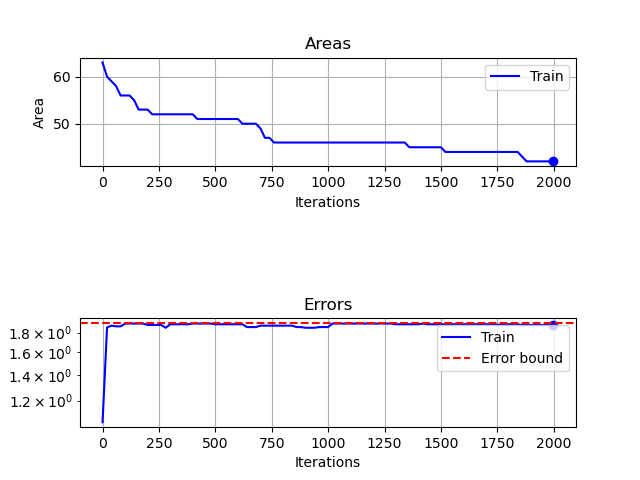 Areas
60
50
Area
Train
0 250 500 750 1000 1250 1500 1750 2000
Iterations
Errors
1.8 × 10⁰
1.6 × 10⁰
1.4 × 10⁰
1.2 × 10⁰
Train
Error bound
0 250 500 750 1000 1250 1500 1750 2000
Iterations